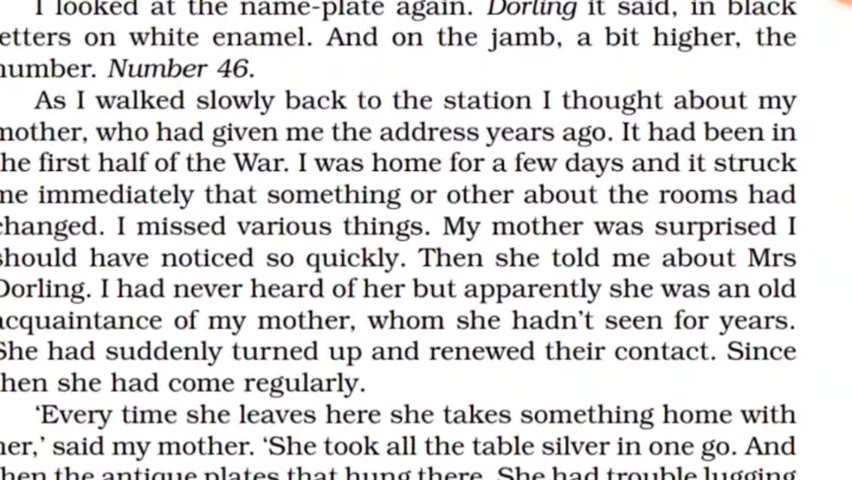 I looked at the name-plate again. Dorling it said, in black
etters on white enamel. And on the jamb, a bit higher, the
number. Number 46.
As I walked slowly back to the station I thought about my
mother, who had given me the address years ago. It had been in
he first half of the War. I was home for a few days and it struck
me immediately that something or other about the rooms had
changed. I missed various things. My mother was surprised I
should have noticed so quickly. Then she told me about Mrs
Dorling. I had never heard of her but apparently she was an old
acquaintance of my mother, whom she hadn't seen for years.
She had suddenly turned up and renewed their contact. Since
hen she had come regularly.
'Every time she leaves here she takes something home with
her,' said my mother. 'She took all the table silver in one go. And
hen the antique plates that hung there. She had trouble lugging